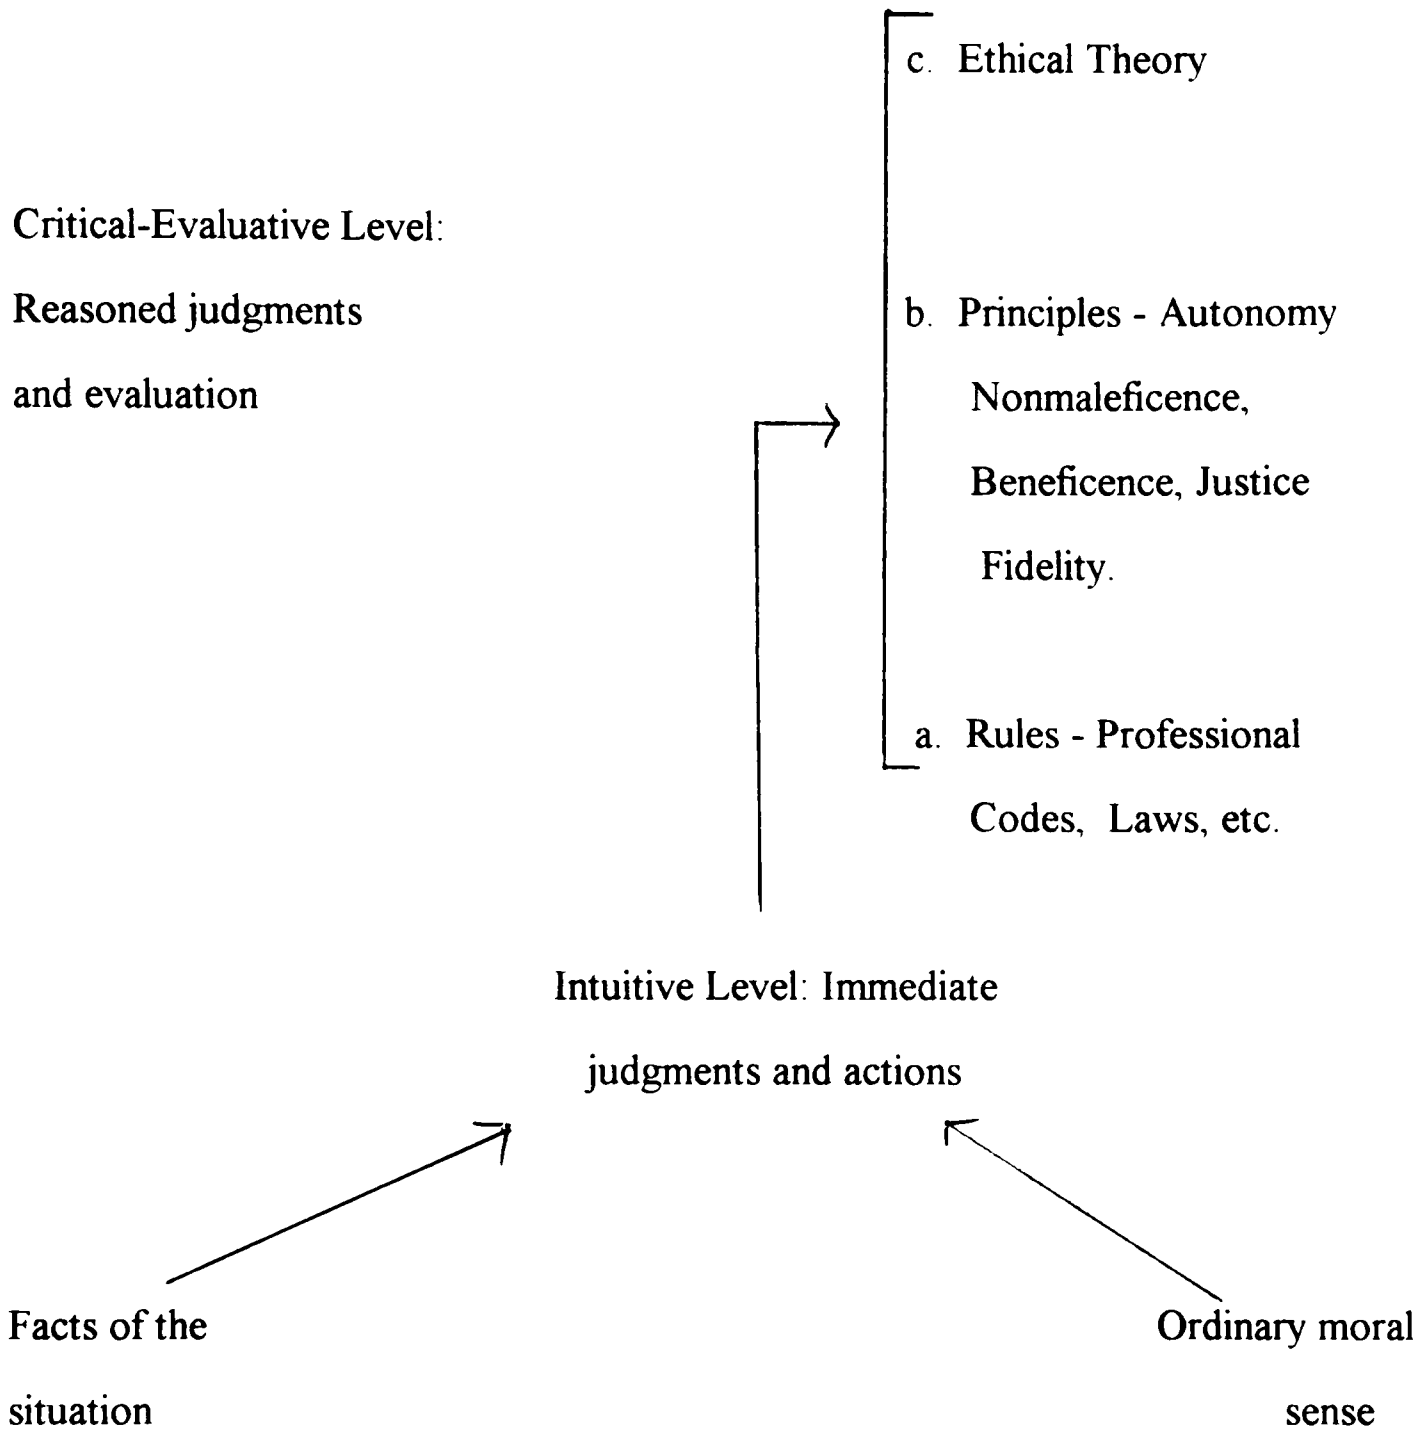 c. Ethical Theory
Critical-Evaluative Level:
Reasoned judgments
and evaluation
b. Principles - Autonomy
Nonmaleficence,
Beneficence, Justice
Fidelity.
a. Rules - Professional
Codes, Laws, etc.
Intuitive Level: Immediate
judgments and actions
Facts of the
situation
Ordinary moral
sense